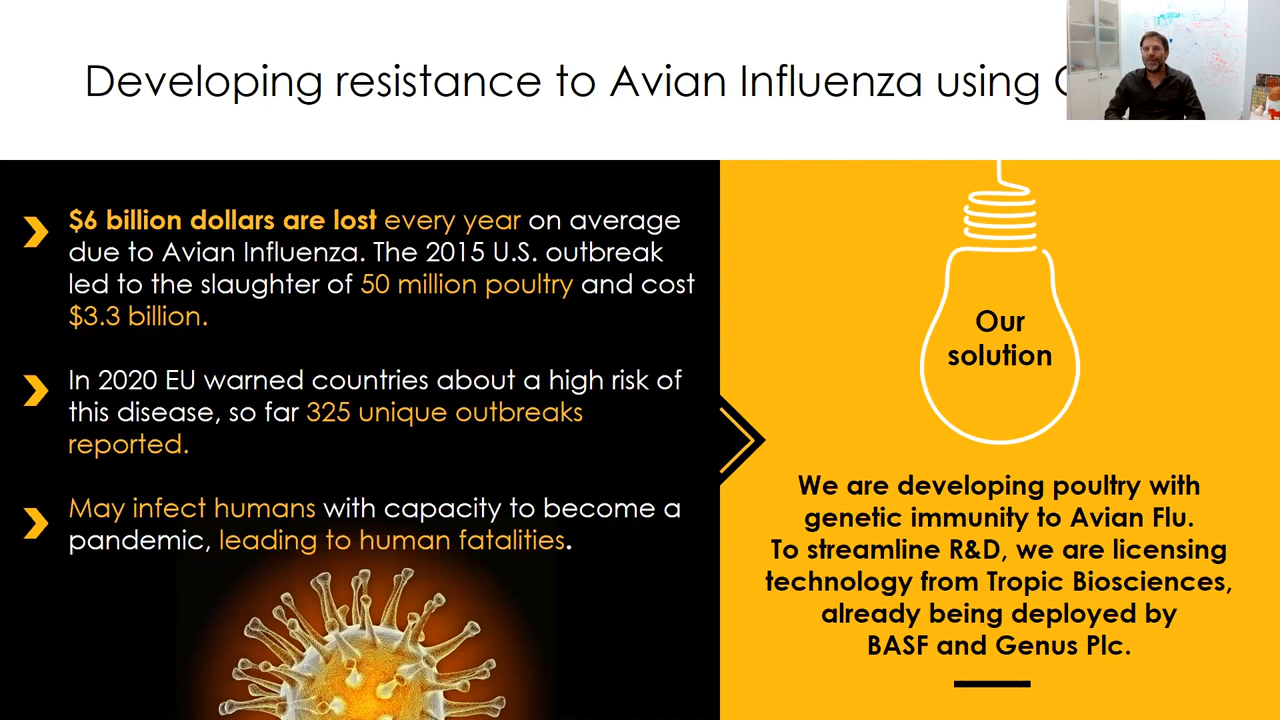 Developing resistance to Avian Influenza using
$6 billion dollars are lost every year on average
due to Avian Influenza. The 2015 U.S. outbreak
led to the slaughter of 50 million poultry and cost
$3.3 billion.
In 2020 EU warned countries about a high risk of
this disease, so far 325 unique outbreaks
reported.
May infect humans with capacity to become a
pandemic, leading to human fatalities.
Our
solution
We are developing poultry with
genetic immunity to Avian Flu.
To streamline R&D, we are licensing
technology from Tropic Biosciences,
already being deployed by
BASF and Genus Plc.